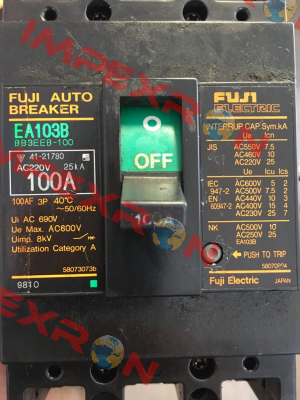 FUJI AUTO
BREAKER
EA103B
BB3EEB-100
41-21780
AC220V 25kA
100A
100AF 3P 40°C
~50/60Hz
Ui AC 690V
Ue Max. AC600V
Uimp. 8kV
Utilization Category A
58073073b
9810
O
OFF
100
FUJI
ELECTRIC
INTERRUP.CAP. Sym.kA
Ue Icn
JIS AC550V 7.5
AC460V 10
AC220V 25
Ue Icu Ics
IEC AC600V 5 2
947-2 AC500V 7.5 2
EN AC440V 10 3
60947-2 AC400V 15 4
AC230V 25 7
NK AC500V 10
AC250V 25
EA103B
PUSH TO TRIP
Fuji Electric JAPAN
IMPEXRON
IMPEXRON